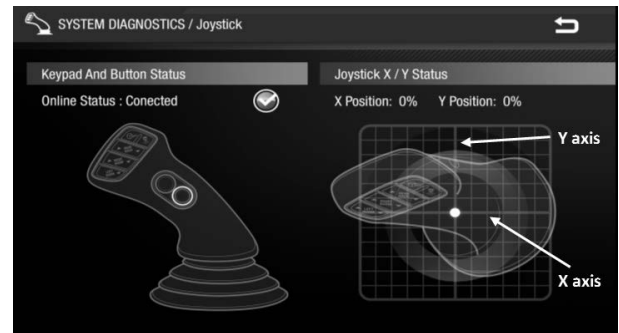 SYSTEM DIAGNOSTICS / Joystick
Keypad And Button Status
Online Status : Conected
Joystick X / Y Status
X Position: 0% Y Position: 0%
Y axis
X axis